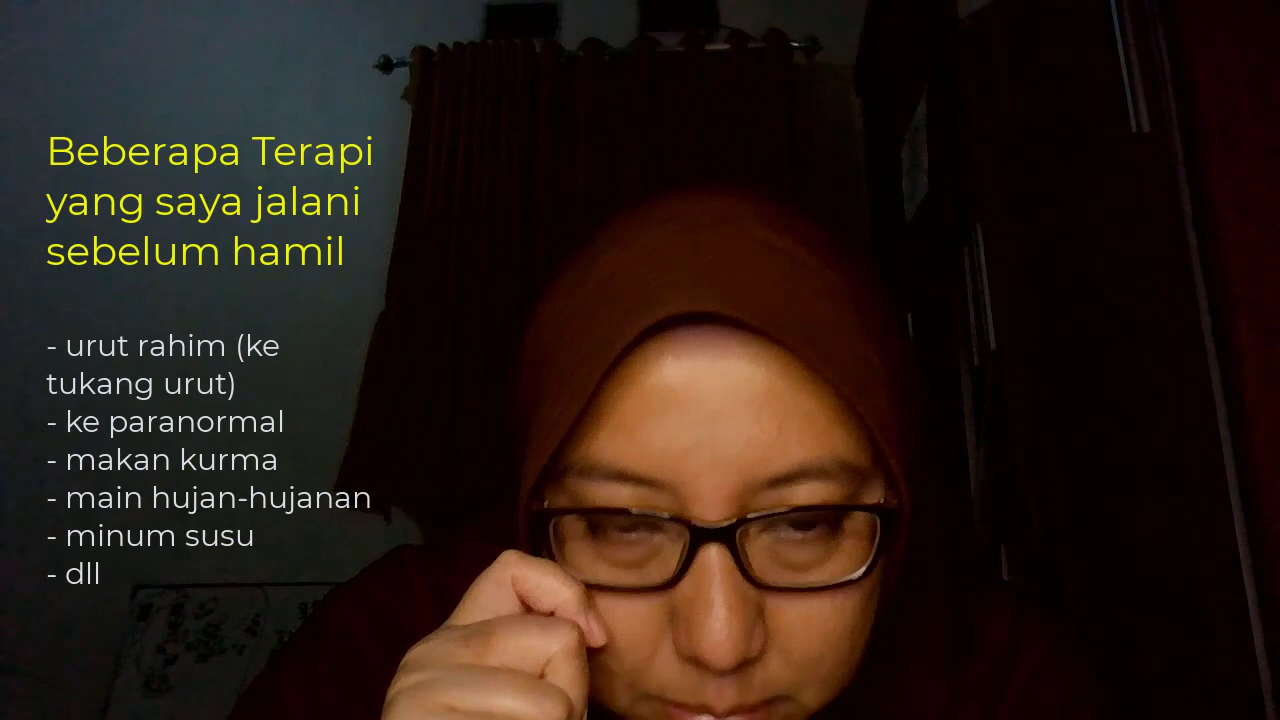 Beberapa Terapi
yang saya jalani
sebelum hamil
- urut rahim (ke
tukang urut)
- ke paranormal
- makan kurma
- main hujan-hujanan
- minum susu
- dll